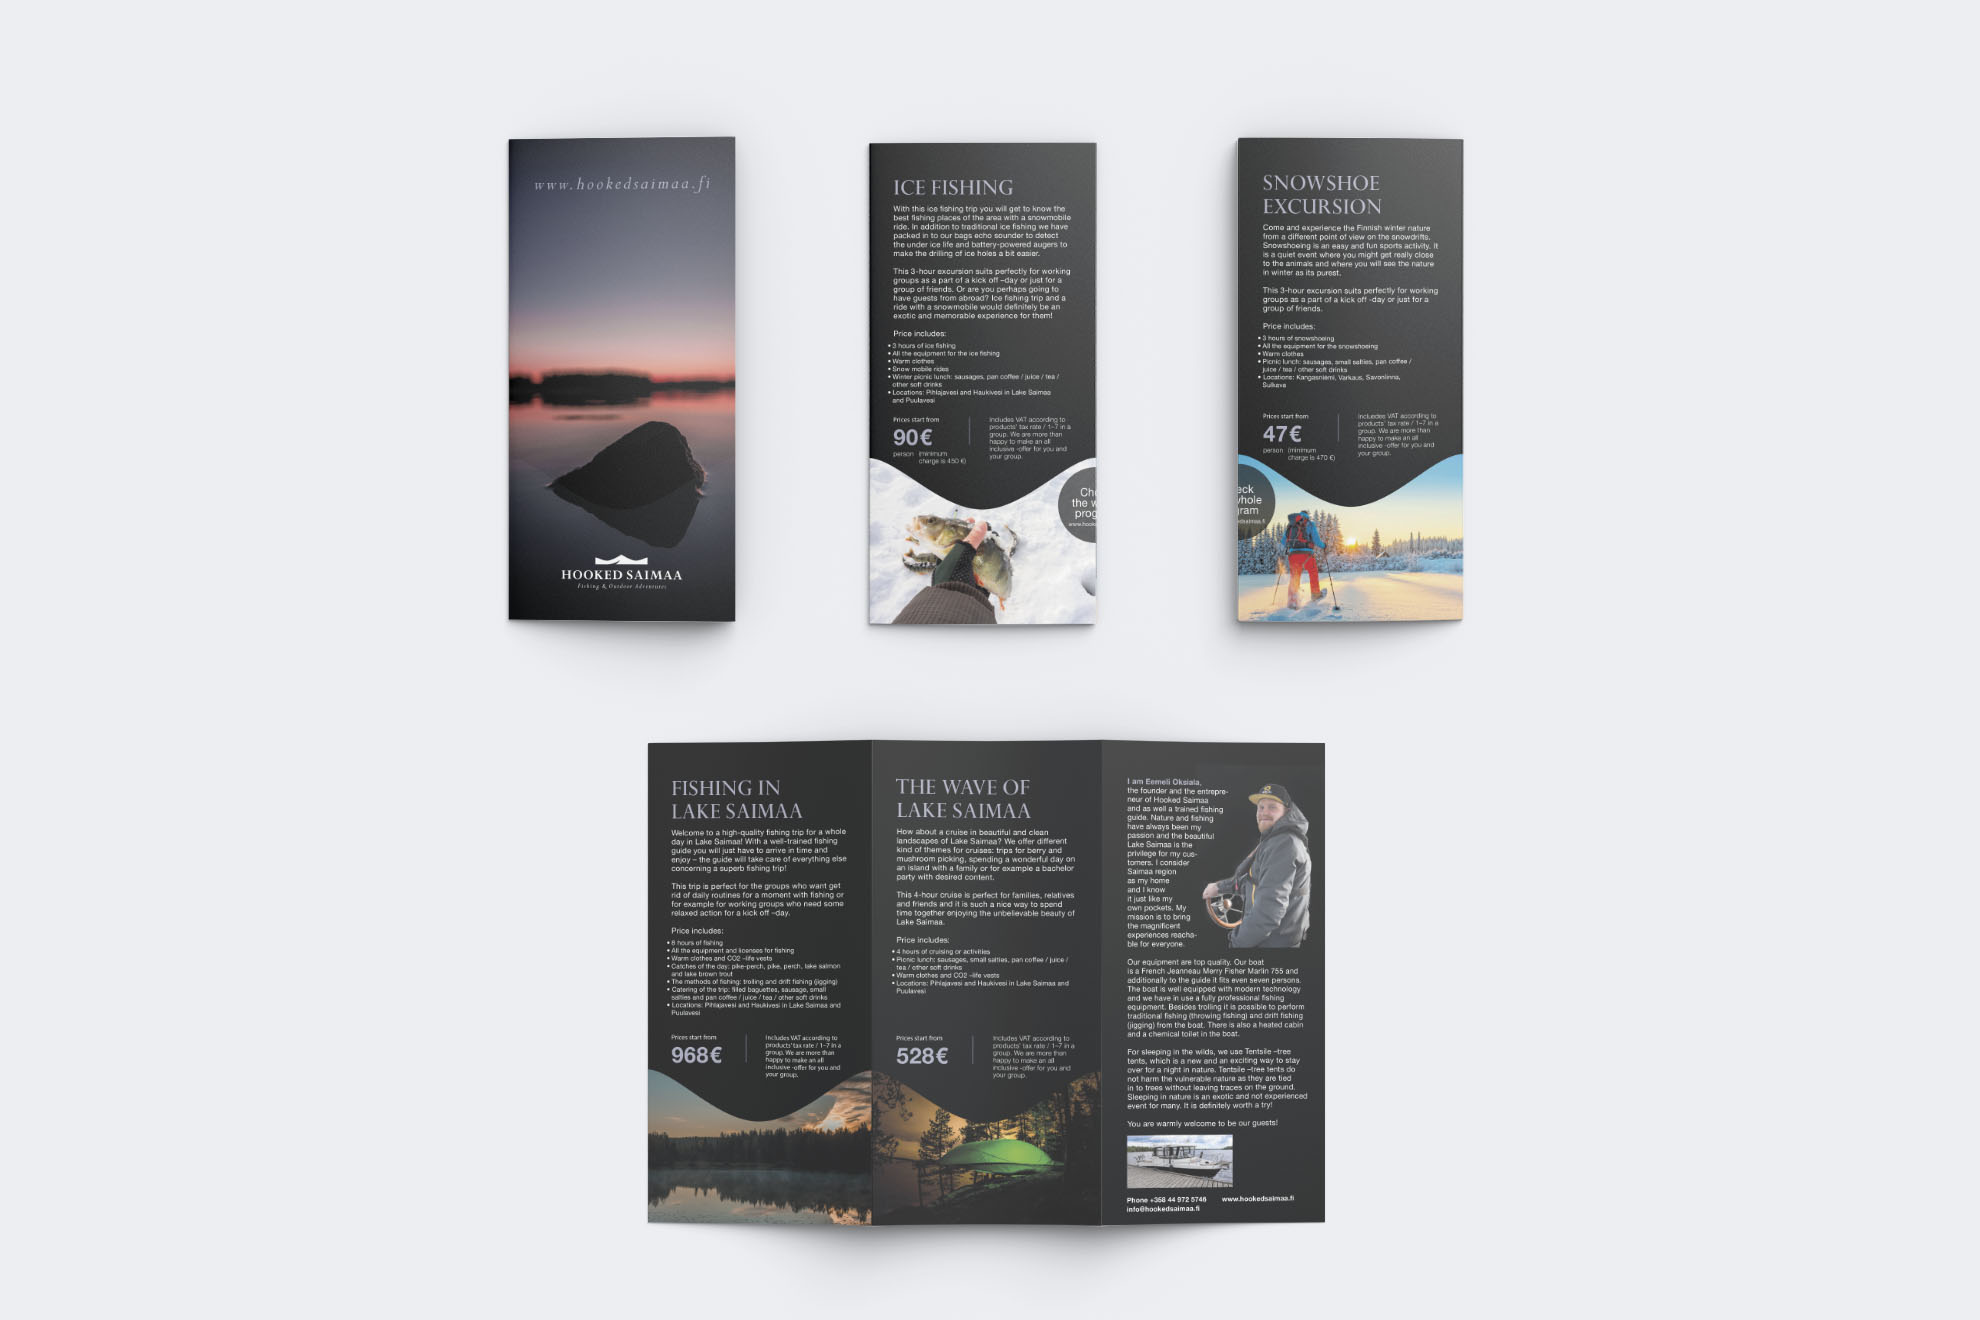 www.hookedsaimaa.fi
HOOKED SAIMAA
Fishing & Outdoor Adventures
ICE FISHING
With this ice fishing trip you will get to know the
best fishing places of the area with a snowmobile
ride. In addition to traditional ice fishing we have
packed in to our bags echo sounder to detect
the under ice life and battery-powered augers to
make the drilling of ice holes a bit easier.
This 3-hour excursion suits perfectly for working
groups as a part of a kick off –day or just for a
group of friends. Or are you perhaps going to
have guests from abroad? Ice fishing trip and a
ride with a snowmobile would definitely be an
exotic and memorable experience for them!
Price includes:
• 3 hours of ice fishing
• All the equipment for the ice fishing
• Warm clothes
• Snow mobile rides
• Winter picnic lunch: sausages, pan coffee / juice / tea /
other soft drinks
• Locations: Pihlajavesi and Haukivesi in Lake Saimaa
and Puulavesi
Prices start from
90€
person (minimum
charge is 450 €)
Includes VAT according to
products' tax rate / 1–7 in a
group. We are more than
happy to make an all
inclusive -offer for you and
your group.
Che
the w
prog
www.hook
SNOWSHOE
EXCURSION
Come and experience the Finnish winter nature
from a different point of view on the snowdrifts.
Snowshoeing is an easy and fun sports activity. It
is a quiet event where you might get really close
to the animals and where you will see the nature
in winter as its purest.
This 3-hour excursion suits perfectly for working
groups as a part of a kick off –day or just for a
group of friends.
Price includes:
• 3 hours of snowshoeing
• All the equipment for the snowshoeing
• Warm clothes
• Picnic lunch: sausages, small salties, pan coffee /
juice / tea / other soft drinks
• Locations: Kangasniemi, Varkaus, Savonlinna,
Sulkava
Prices start from
47€
person (minimum
charge is 470 €)
Incluedes VAT according to
products' tax rate / 1–7 in a
group. We are more than
happy to make an all
inclusive -offer for you and
your group.
eck
whole
gram
edsaimaa.fi
FISHING IN
LAKE SAIMAA
Welcome to a high-quality fishing trip for a whole
day in Lake Saimaa! With a well-trained fishing
guide you will just have to arrive in time and
enjoy – the guide will take care of everything else
concerning a superb fishing trip!
This trip is perfect for the groups who want get
rid of daily routines for a moment with fishing or
for example for working groups who need some
relaxed action for a kick off –day.
Price includes:
• 8 hours of fishing
• All the equipment and licenses for fishing
• Warm clothes and CO2 –life vests
• Catches of the day: pike-perch, pike, perch, lake salmon
and lake brown trout
• The methods of fishing: trolling and drift fishing (jigging)
• Catering of the trip: filled baguettes, sausage, small
salties and pan coffee / juice / tea / other soft drinks
• Locations: Pihlajavesi and Haukivesi in Lake Saimaa and
Puulavesi
Prices start from
968€
Includes VAT according to
products' tax rate / 1–7 in a
group. We are more than
happy to make an all
inclusive -offer for you and
your group.
THE WAVE OF
LAKE SAIMAA
How about a cruise in beautiful and clean
landscapes of Lake Saimaa? We offer different
kind of themes for cruises: trips for berry and
mushroom picking, spending a wonderful day on
an island with a family or for example a bachelor
party with desired content.
This 4-hour cruise is perfect for families, relatives
and friends and it is such a nice way to spend
time together enjoying the unbelievable beauty of
Lake Saimaa.
Price includes:
• 4 hours of cruising or activities
• Picnic lunch: sausages, small salties, pan coffee / juice /
tea / other soft drinks
• Warm clothes and CO2 –life vests
• Locations: Pihlajavesi and Haukivesi in Lake Saimaa and
Puulavesi
Prices start from
528€
Includes VAT according to
products' tax rate / 1–7 in a
group. We are more than
happy to make an all
inclusive -offer for you and
your group.
I am Eemeli Oksiala,
the founder and the entrepre-
neur of Hooked Saimaa
and as well a trained fishing
guide. Nature and fishing
have always been my
passion and the beautiful
Lake Saimaa is the
privilege for my cus-
tomers. I consider
Saimaa region
as my home
and I know
it just like my
own pockets. My
mission is to bring
the magnificent
experiences reacha-
ble for everyone.
Our equipment are top quality. Our boat
is a French Jeanneau Merry Fisher Marlin 755 and
additionally to the guide it fits even seven persons.
The boat is well equipped with modern technology
and we have in use a fully professional fishing
equipment. Besides trolling it is possible to perform
traditional fishing (throwing fishing) and drift fishing
(jigging) from the boat. There is also a heated cabin
and a chemical toilet in the boat.
For sleeping in the wilds, we use Tentsile –tree
tents, which is a new and an exciting way to stay
over for a night in nature. Tentsile –tree tents do
not harm the vulnerable nature as they are tied
in to trees without leaving traces on the ground.
Sleeping in nature is an exotic and not experienced
event for many. It is definitely worth a try!
You are warmly welcome to be our guests!
Phone +358 44 972 5746 www.hookedsaimaa.fi
info@hookedsaimaa.fi